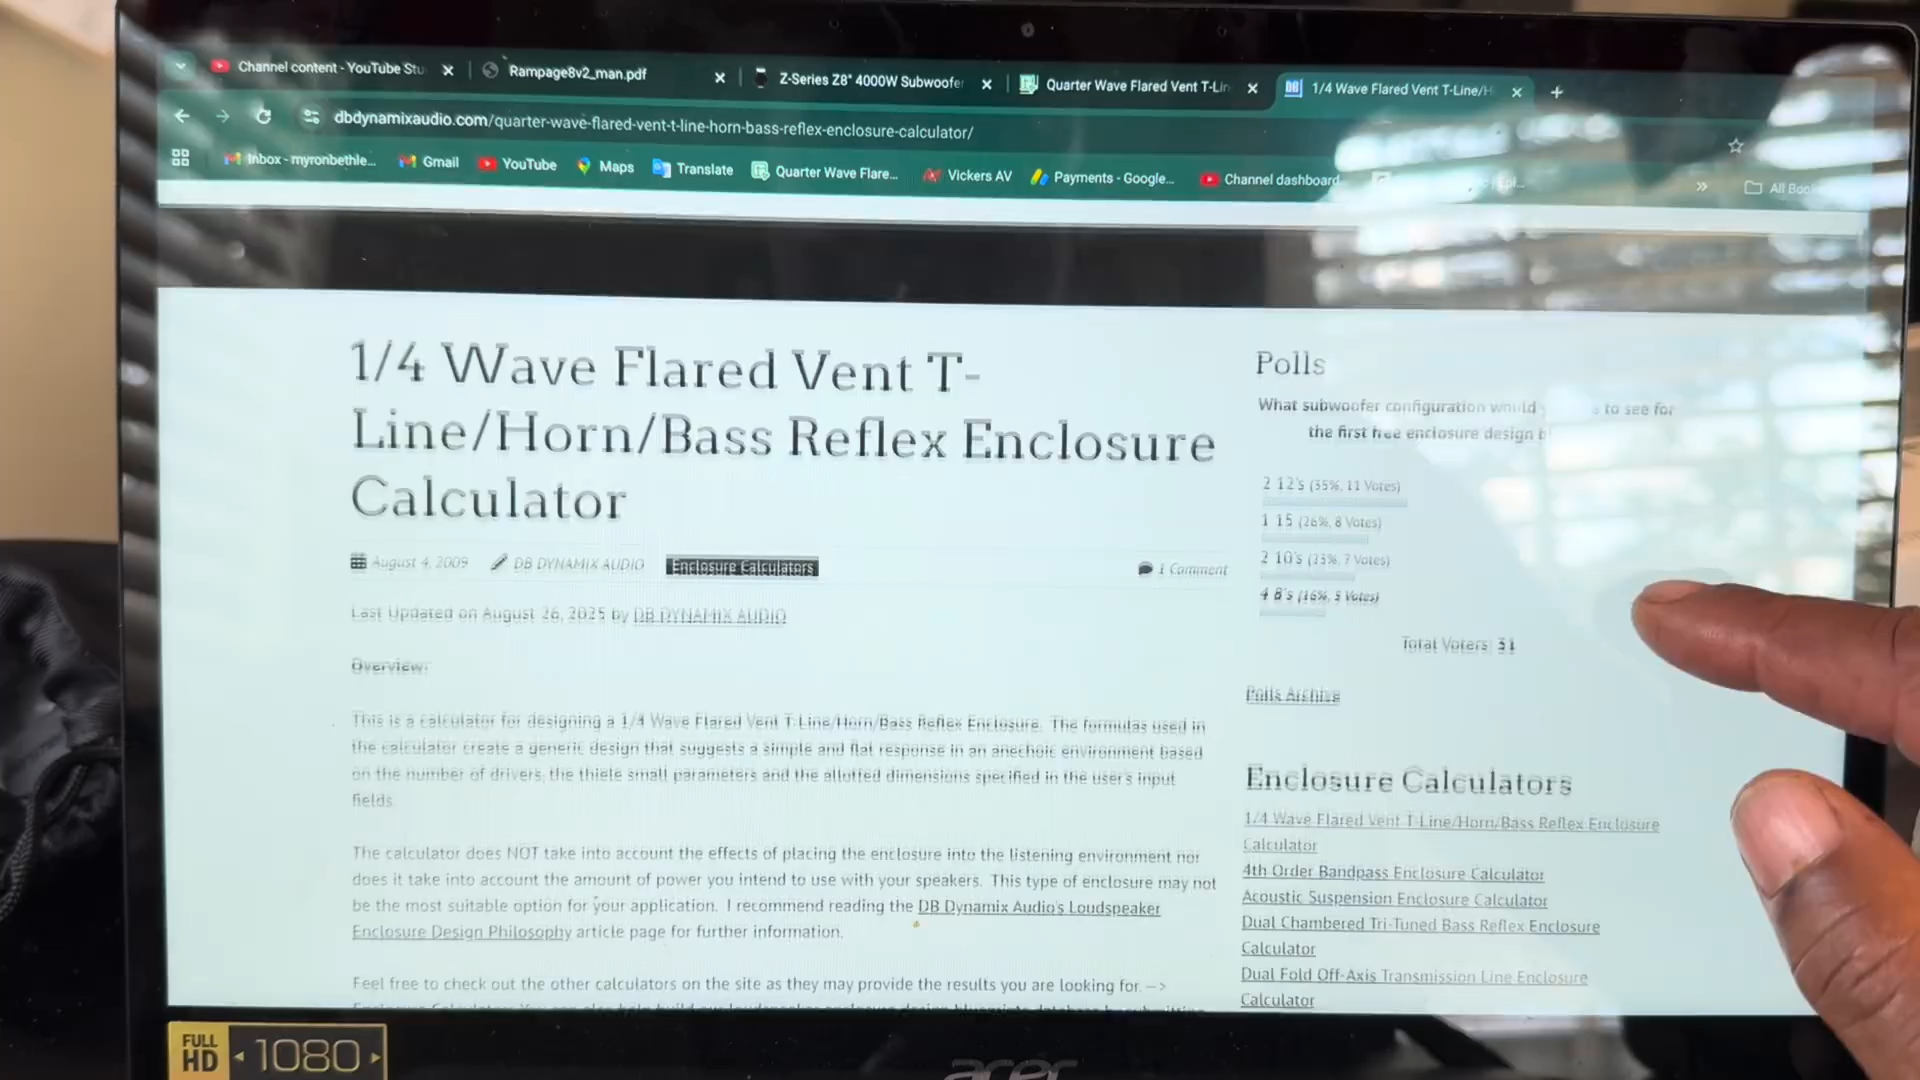 Channel content - YouTube Stu
Rampage8v2_man.pdf
Z-Series Z8" 4000W Subwoofer
Quarter Wave Flared Vent T-Lin
DB 1/4 Wave Flared Vent T-Line/H
dbdynamixaudio.com/quarter-wave-flared-vent-t-line-horn-bass-reflex-enclosure-calculator/
Inbox - myronbethle...
Gmail
YouTube
Maps
Translate
Quarter Wave Flare...
Vickers AV
Payments - Google...
Channel dashboard
All Boo
1/4 Wave Flared Vent T-
Line/Horn/Bass Reflex Enclosure
Calculator
August 4, 2009 DB DYNAMIX AUDIO Enclosure Calculators 1 Comment
Last Updated on August 26, 2025 by DB DYNAMIX AUDIO
Overview:
This is a calculator for designing a 1/4 Wave Flared Vent T-Line/Horn/Bass Reflex Enclosure. The formulas used in
the calculator create a generic design that suggests a simple and flat response in an anechoic environment based
on the number of drivers, the thiele small parameters and the allotted dimensions specified in the users input
fields.
The calculator does NOT take into account the effects of placing the enclosure into the listening environment nor
does it take into account the amount of power you intend to use with your speakers. This type of enclosure may not
be the most suitable option for your application. I recommend reading the DB Dynamix Audio's Loudspeaker
Enclosure Design Philosophy article page for further information.
Feel free to check out the other calculators on the site as they may provide the results you are looking for. -->
Polls
What subwoofer configuration would to see for
the first free enclosure design b
2 12's (35%, 11 Votes)
1 15 (26%, 8 Votes)
2 10's (23%, 7 Votes)
4 8's (16%, 5 Votes)
Total Voters: 31
Polls Archive
Enclosure Calculators
1/4 Wave Flared Vent T-Line/Horn/Bass Reflex Enclosure
Calculator
4th Order Bandpass Enclosure Calculator
Acoustic Suspension Enclosure Calculator
Dual Chambered Tri-Tuned Bass Reflex Enclosure
Calculator
Dual Fold Off-Axis Transmission Line Enclosure
Calculator
FULL
HD 1080
acer